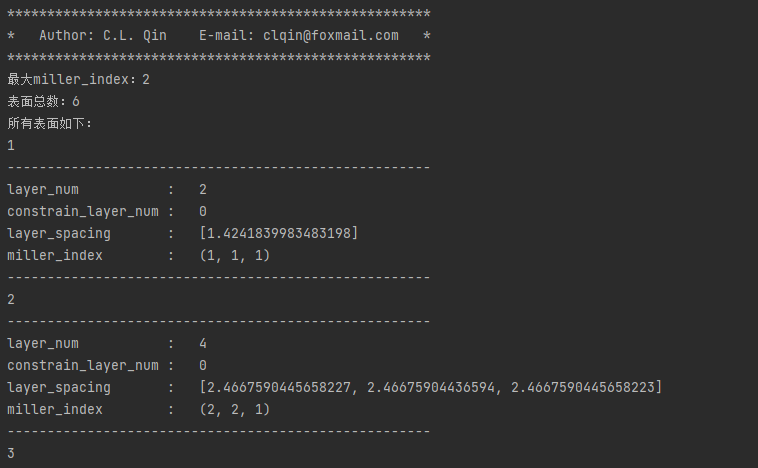 *****************************************************
*   Author: C.L. Qin    E-mail: clqin@foxmail.com   *
*****************************************************
最大miller_index：2
表面总数：6
所有表面如下：
1
-----------------------------------------------------
layer_num           :   2
constrain_layer_num :   0
layer_spacing       :   [1.4241839983483198]
miller_index        :   (1, 1, 1)
-----------------------------------------------------
2
-----------------------------------------------------
layer_num           :   4
constrain_layer_num :   0
layer_spacing       :   [2.4667590445658227, 2.46675904436594, 2.4667590445658223]
miller_index        :   (2, 2, 1)
-----------------------------------------------------
3